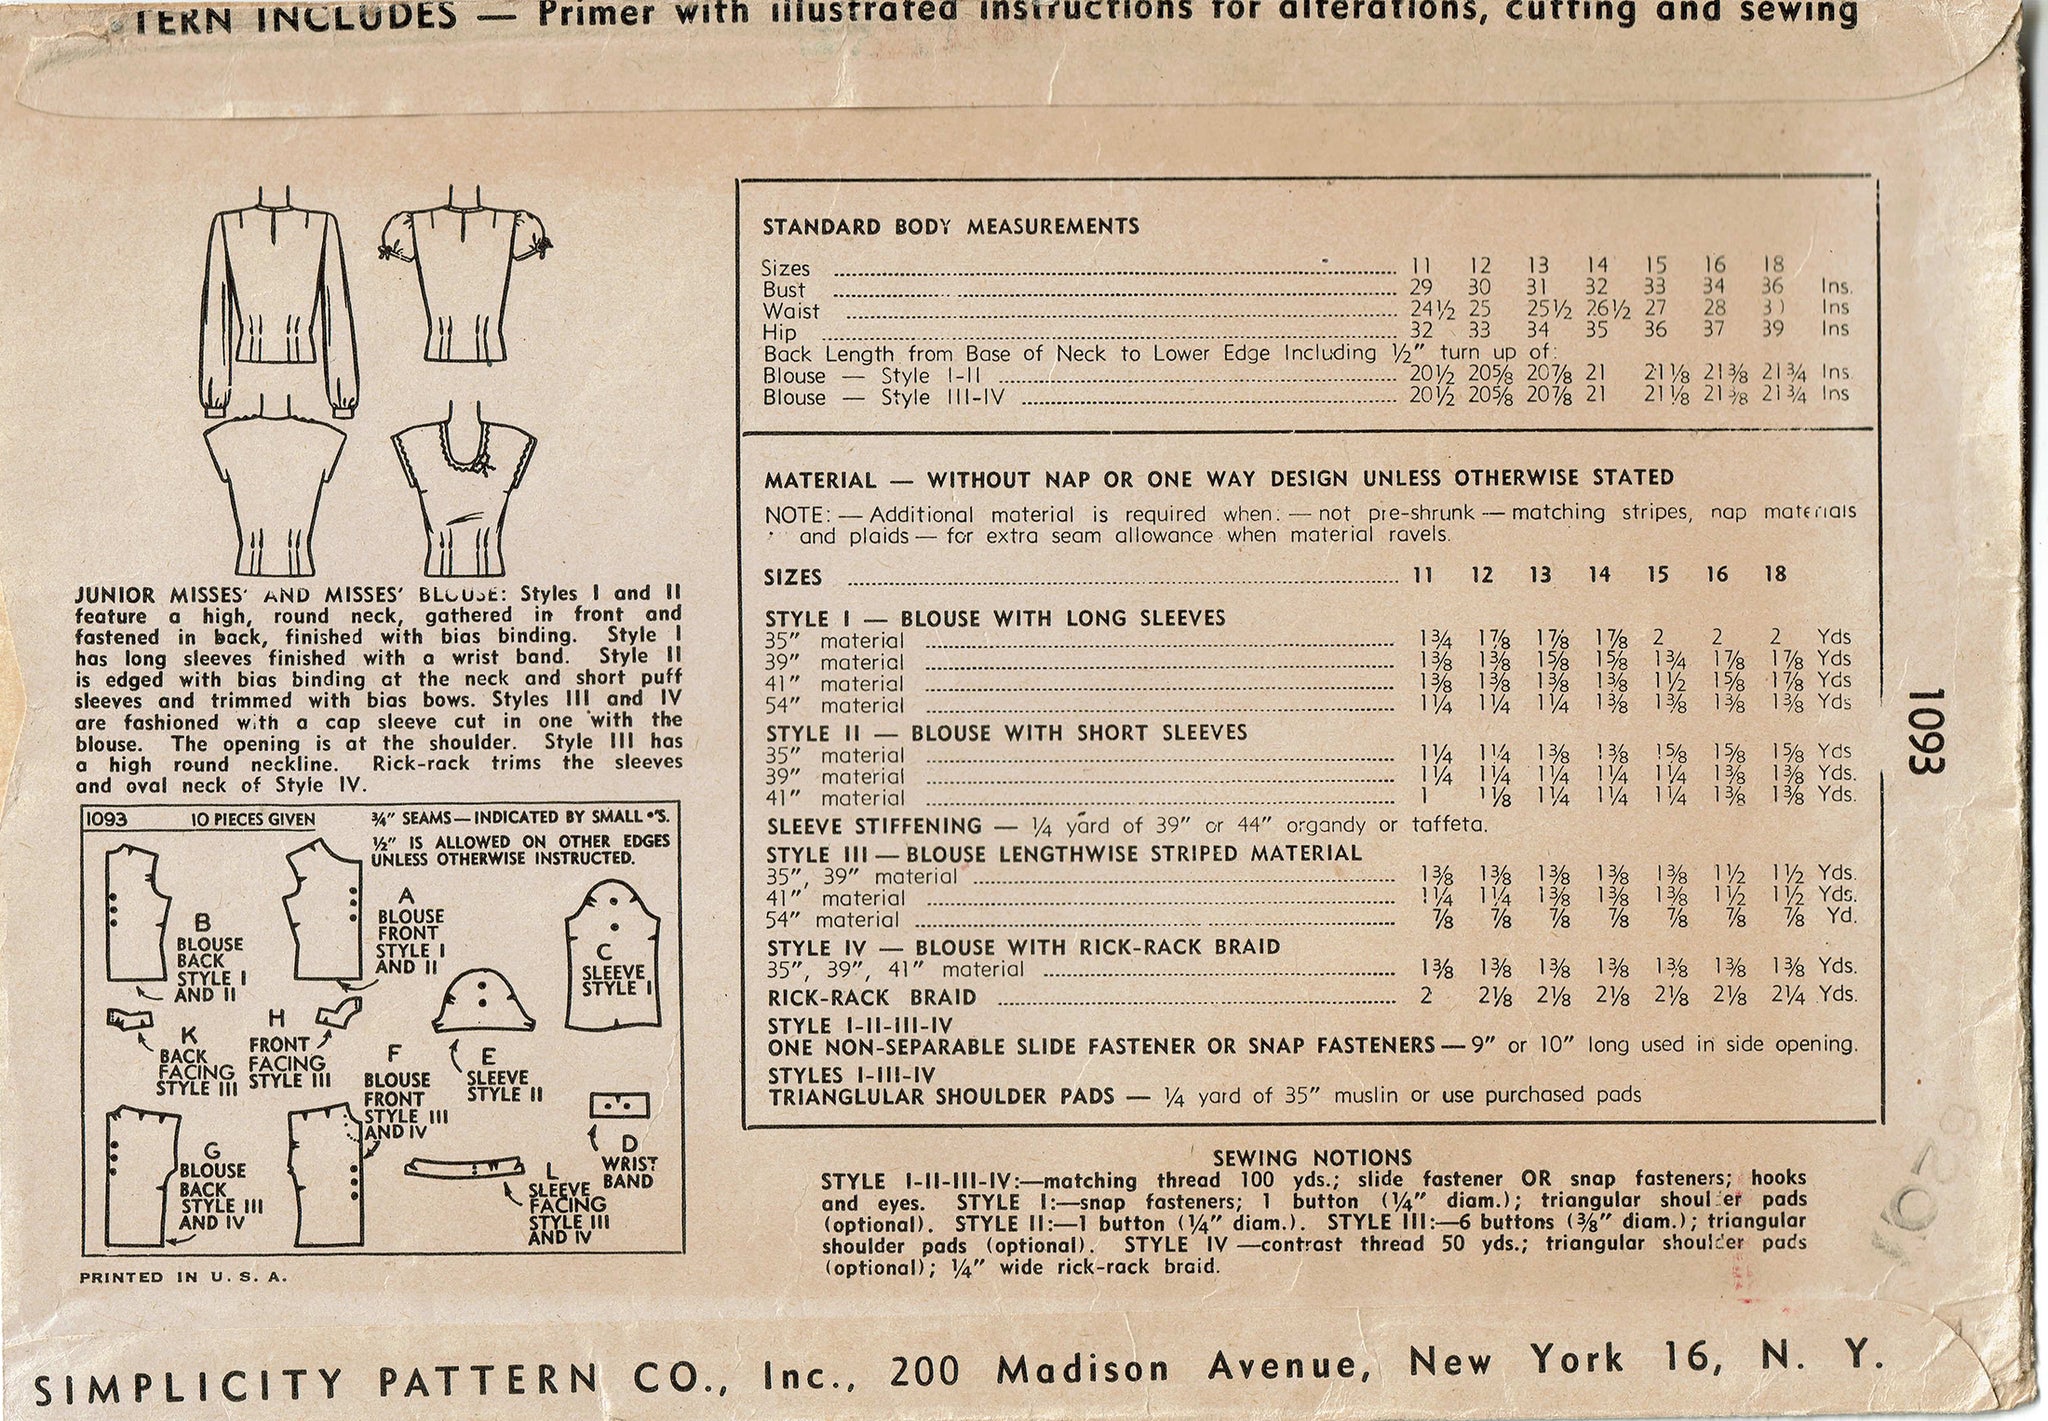 TERN INCLUDES — Primer with illustrated instructions for alterations, cutting and sewing
JUNIOR MISSES' AND MISSES' BLOUSE: Styles I and II
feature a high, round neck, gathered in front and
fastened in back, finished with bias binding. Style I
has long sleeves finished with a wrist band. Style II
is edged with bias binding at the neck and short puff
sleeves and trimmed with bias bows. Styles III and IV
are fashioned with a cap sleeve cut in one with the
blouse. The opening is at the shoulder. Style III has
a high round neckline. Rick-rack trims the sleeves
and oval neck of Style IV.
1093 10 PIECES GIVEN ¾" SEAMS—INDICATED BY SMALL •'S.
½" IS ALLOWED ON OTHER EDGES
UNLESS OTHERWISE INSTRUCTED.
B
BLOUSE
BACK
STYLE I
AND II
A
BLOUSE
FRONT
STYLE I
AND II
C
SLEEVE
STYLE I
K
BACK
FACING
STYLE III
H
FRONT
FACING
STYLE III
F
BLOUSE
FRONT
STYLE III
AND IV
E
SLEEVE
STYLE II
G
BLOUSE
BACK
STYLE III
AND IV
L
SLEEVE
FACING
STYLE III
AND IV
D
WRIST
BAND
PRINTED IN U. S. A.
STANDARD BODY MEASUREMENTS
Sizes 11 12 13 14 15 16 18
Bust 29 30 31 32 33 34 36 Ins.
Waist 24½ 25 25½ 26½ 27 28 Ins
Hip 32 33 34 35 36 37 39 Ins
Back Length from Base of Neck to Lower Edge Including ½" turn up of:
Blouse — Style I-II 20½ 20⅝ 20⅞ 21 21⅛ 21⅜ 21¾ Ins
Blouse — Style III-IV 20½ 20⅝ 20⅞ 21 21⅛ 21⅜ 21¾ Ins
MATERIAL — WITHOUT NAP OR ONE WAY DESIGN UNLESS OTHERWISE STATED
NOTE: — Additional material is required when: — not pre-shrunk — matching stripes, nap materials
and plaids — for extra seam allowance when material ravels.
SIZES 11 12 13 14 15 16 18
STYLE I — BLOUSE WITH LONG SLEEVES
35" material 1¾ 1⅞ 1⅞ 1⅞ 2 2 2 Yds
39" material 1⅜ 1⅜ 1⅝ 1⅝ 1¾ 1⅞ 1⅞ Yds
41" material 1⅜ 1⅜ 1⅜ 1⅜ 1½ 1⅝ 1⅞ Yds
54" material 1¼ 1¼ 1¼ 1⅜ 1⅜ 1⅜ 1⅜ Yds
STYLE II — BLOUSE WITH SHORT SLEEVES
35" material 1¼ 1¼ 1⅜ 1⅜ 1⅝ 1⅝ 1⅝ Yds
39" material 1¼ 1¼ 1¼ 1¼ 1¼ 1⅜ 1⅜ Yds.
41" material 1 1⅛ 1¼ 1¼ 1¼ 1⅜ 1⅜ Yds.
SLEEVE STIFFENING — ¼ yard of 39" or 44" organdy or taffeta.
STYLE III — BLOUSE LENGTHWISE STRIPED MATERIAL
35", 39" material 1⅜ 1⅜ 1⅜ 1⅜ 1⅜ 1½ 1½ Yds.
41" material 1¼ 1¼ 1⅜ 1⅜ 1⅜ 1½ 1½ Yds.
54" material ⅞ ⅞ ⅞ ⅞ ⅞ ⅞ ⅞ Yd.
STYLE IV — BLOUSE WITH RICK-RACK BRAID
35", 39", 41" material 1⅜ 1⅜ 1⅜ 1⅜ 1⅜ 1⅜ 1⅜ Yds.
RICK-RACK BRAID 2 2⅛ 2⅛ 2⅛ 2⅛ 2⅛ 2¼ Yds.
STYLE I-II-III-IV
ONE NON-SEPARABLE SLIDE FASTENER OR SNAP FASTENERS — 9" or 10" long used in side opening.
STYLES I-III-IV
TRIANGLULAR SHOULDER PADS — ¼ yard of 35" muslin or use purchased pads
1093
SEWING NOTIONS
STYLE I-II-III-IV:—matching thread 100 yds.; slide fastener OR snap fasteners; hooks
and eyes. STYLE I:—snap fasteners; 1 button (¼" diam.); triangular shoulder pads
(optional). STYLE II:—1 button (¼" diam.). STYLE III:—6 buttons (⅜" diam.); triangular
shoulder pads (optional). STYLE IV —contrast thread 50 yds.; triangular shoulder pads
(optional); ¼" wide rick-rack braid.
SIMPLICITY PATTERN CO., Inc., 200 Madison Avenue, New York 16, N. Y.